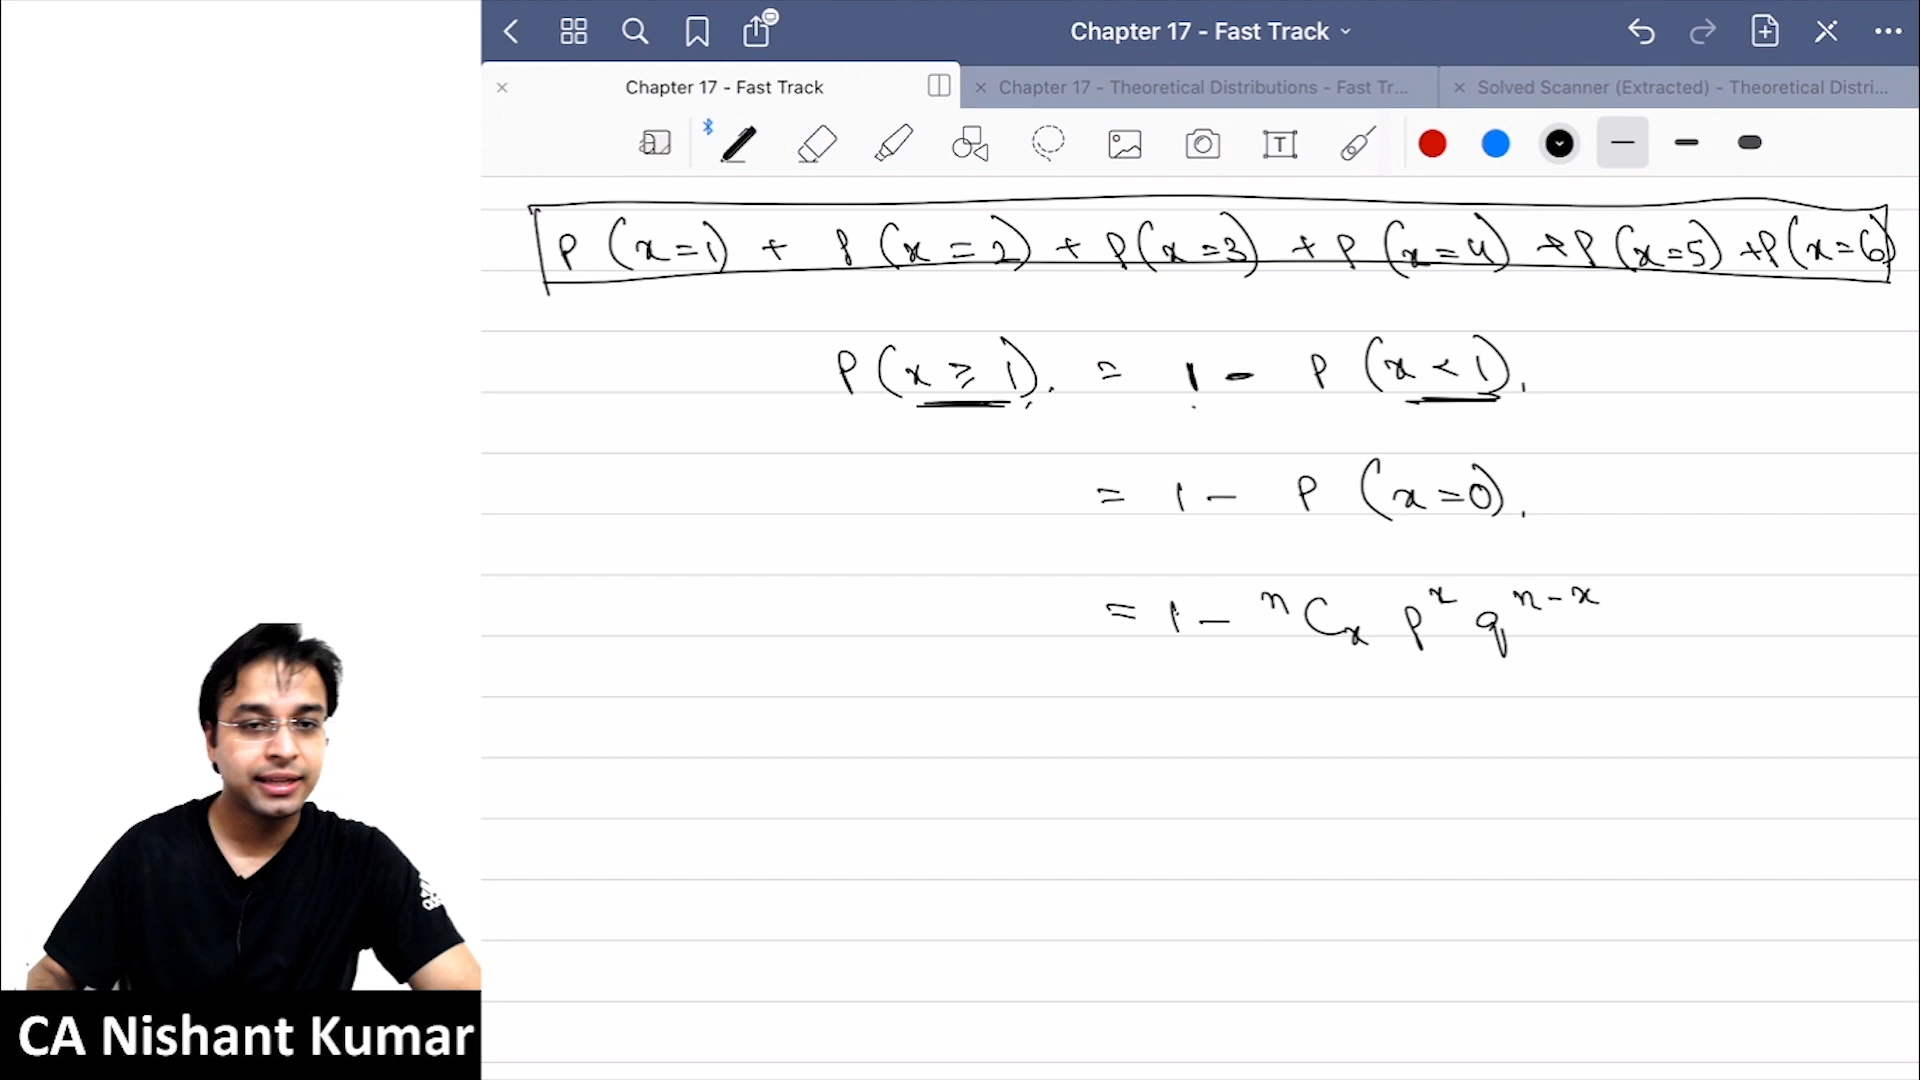 Chapter 17 - Fast Track
Chapter 17 - Fast Track
Chapter 17 - Theoretical Distributions - Fast Tr...
Solved Scanner (Extracted) - Theoretical Distri...
P (x=1) + P (x=2) + P(x=3) + P (x=4) + P(x=5) + P(x=6)
P(x ≥ 1). = 1 - P (x < 1).
= 1 - P (x=0).
= 1 - ⁿCₓ pˣ qⁿ⁻ˣ
adidas
CA Nishant Kumar